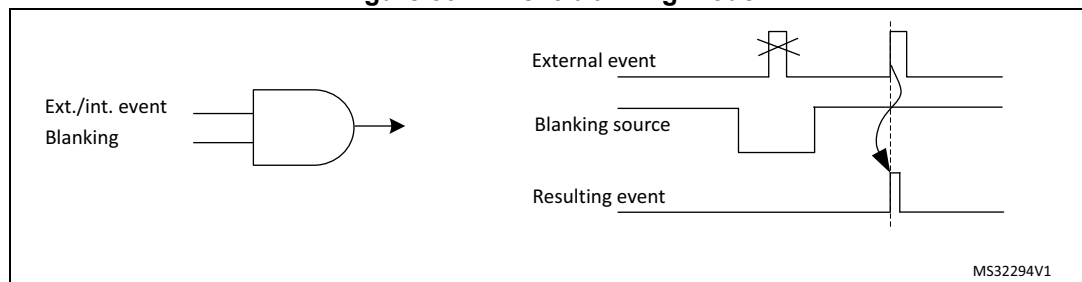 Ext./int. event
Blanking
External event
Blanking source
Resulting event
MS32294V1